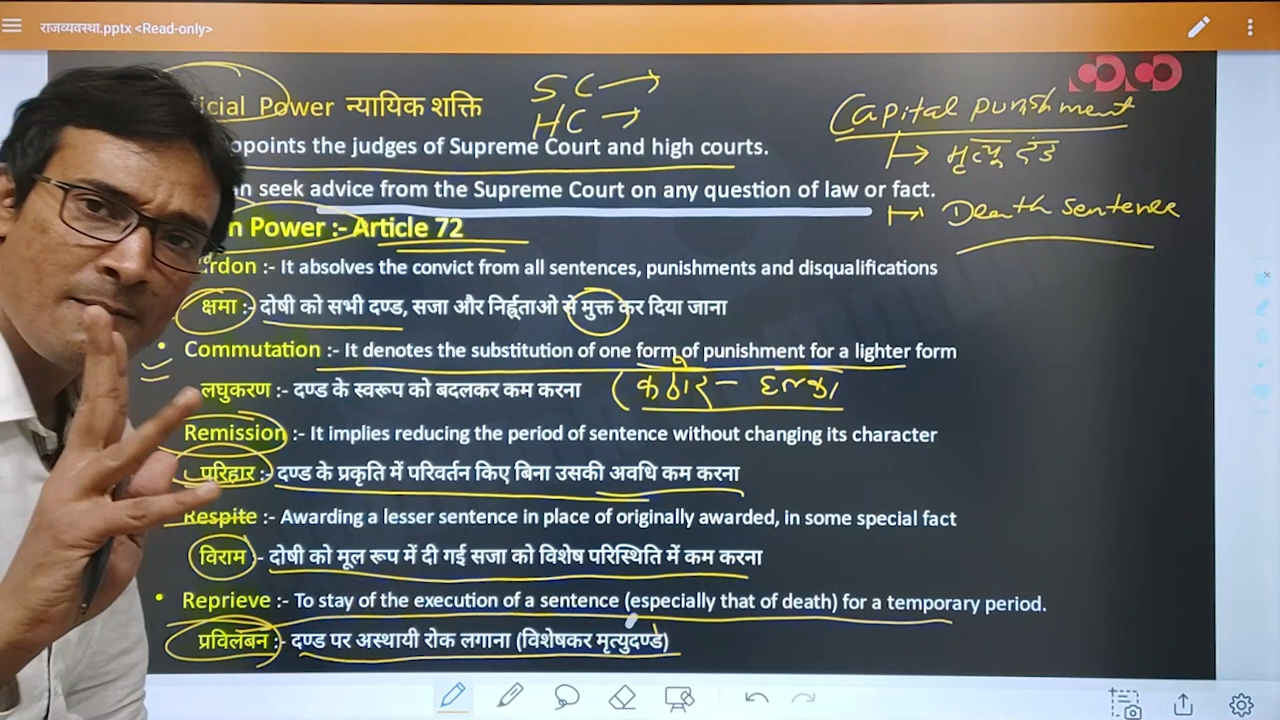 राजव्यवस्था.pptx <Read-only>
icial Power न्यायिक शक्ति
SC →
HC →
Capital punishment
→ मृत्यु दंड
→ Death sentence
ppoints the judges of Supreme Court and high courts.
n seek advice from the Supreme Court on any question of law or fact.
n Power :- Article 72
rdon :- It absolves the convict from all sentences, punishments and disqualifications
क्षमा :- दोषी को सभी दण्ड, सजा और निर्हूताओ से मुक्त कर दिया जाना
• Commutation :- It denotes the substitution of one form of punishment for a lighter form
लघुकरण :- दण्ड के स्वरूप को बदलकर कम करना (कठोर - हल्का
Remission :- It implies reducing the period of sentence without changing its character
परिहार :- दण्ड के प्रकृति में परिवर्तन किए बिना उसकी अवधि कम करना
Respite :- Awarding a lesser sentence in place of originally awarded, in some special fact
विराम :- दोषी को मूल रूप में दी गई सजा को विशेष परिस्थिति में कम करना
• Reprieve :- To stay of the execution of a sentence (especially that of death) for a temporary period.
प्रविलंबन :- दण्ड पर अस्थायी रोक लगाना (विशेषकर मृत्युदण्ड)